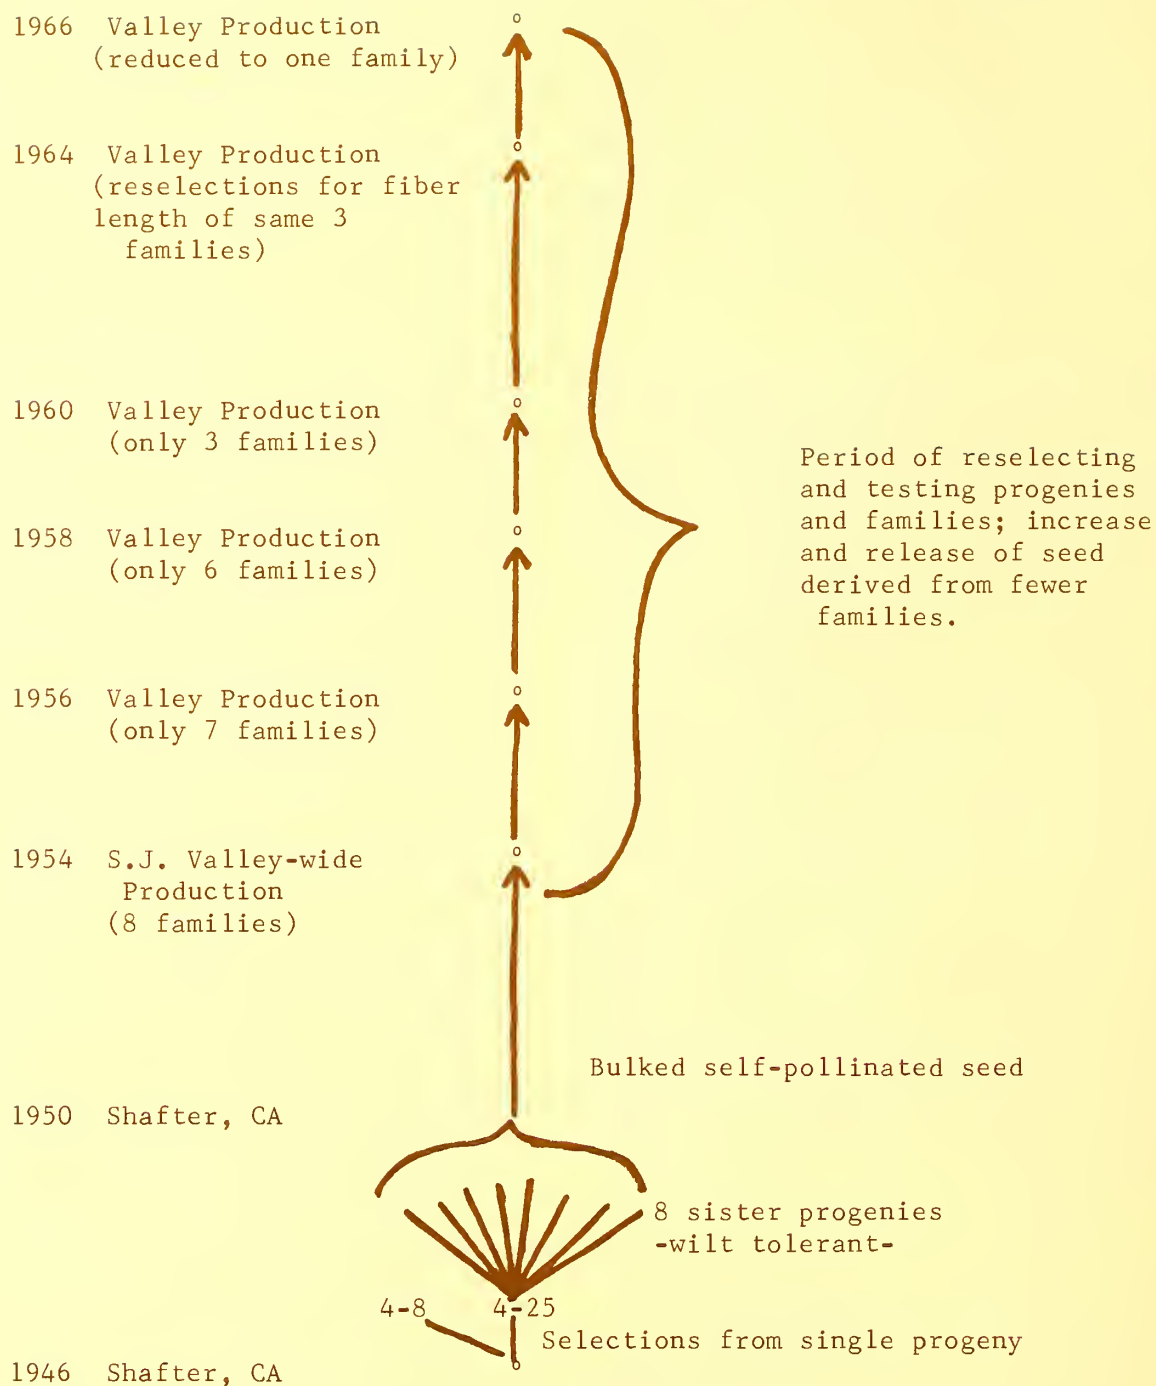 1966 Valley Production
(reduced to one family)
1964 Valley Production
(reselections for fiber
length of same 3
families)
1960 Valley Production
(only 3 families)
Period of reselecting
and testing progenies
and families; increase
and release of seed
derived from fewer
families.
1958 Valley Production
(only 6 families)
1956 Valley Production
(only 7 families)
1954 S.J. Valley-wide
Production
(8 families)
Bulked self-pollinated seed
1950 Shafter, CA
8 sister progenies
-wilt tolerant-
4-8 4-25
Selections from single progeny
1946 Shafter, CA